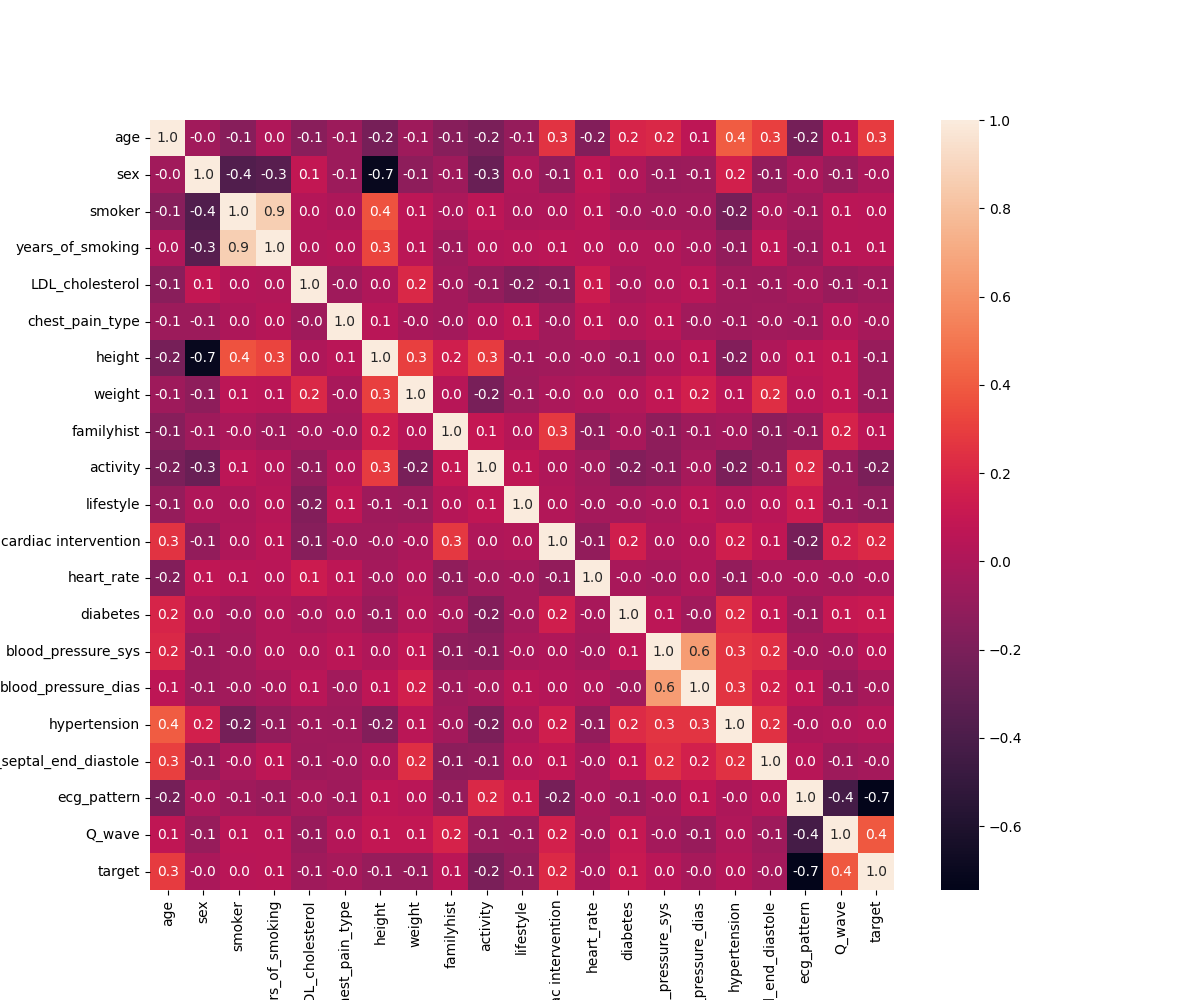 age 1.0 -0.0 -0.1 0.0 -0.1 -0.1 -0.2 -0.1 -0.1 -0.2 -0.1 0.3 -0.2 0.2 0.2 0.1 0.4 0.3 -0.2 0.1 0.3
sex -0.0 1.0 -0.4 -0.3 0.1 -0.1 -0.7 -0.1 -0.1 -0.3 0.0 -0.1 0.1 0.0 -0.1 -0.1 0.2 -0.1 -0.0 -0.1 -0.0
smoker -0.1 -0.4 1.0 0.9 0.0 0.0 0.4 0.1 -0.0 0.1 0.0 0.0 0.1 -0.0 -0.0 -0.0 -0.2 -0.0 -0.1 0.1 0.0
years_of_smoking 0.0 -0.3 0.9 1.0 0.0 0.0 0.3 0.1 -0.1 0.0 0.0 0.1 0.0 0.0 0.0 -0.0 -0.1 0.1 -0.1 0.1 0.1
LDL_cholesterol -0.1 0.1 0.0 0.0 1.0 -0.0 0.0 0.2 -0.0 -0.1 -0.2 -0.1 0.1 -0.0 0.0 0.1 -0.1 -0.1 -0.0 -0.1 -0.1
chest_pain_type -0.1 -0.1 0.0 0.0 -0.0 1.0 0.1 -0.0 -0.0 0.0 0.1 -0.0 0.1 0.0 0.1 -0.0 -0.1 -0.0 -0.1 0.0 -0.0
height -0.2 -0.7 0.4 0.3 0.0 0.1 1.0 0.3 0.2 0.3 -0.1 -0.0 -0.0 -0.1 0.0 0.1 -0.2 0.0 0.1 0.1 -0.1
weight -0.1 -0.1 0.1 0.1 0.2 -0.0 0.3 1.0 0.0 -0.2 -0.1 -0.0 0.0 0.0 0.1 0.2 0.1 0.2 0.0 0.1 -0.1
familyhist -0.1 -0.1 -0.0 -0.1 -0.0 -0.0 0.2 0.0 1.0 0.1 0.0 0.3 -0.1 -0.0 -0.1 -0.1 -0.0 -0.1 -0.1 0.2 0.1
activity -0.2 -0.3 0.1 0.0 -0.1 0.0 0.3 -0.2 0.1 1.0 0.1 0.0 -0.0 -0.2 -0.1 -0.0 -0.2 -0.1 0.2 -0.1 -0.2
lifestyle -0.1 0.0 0.0 0.0 -0.2 0.1 -0.1 -0.1 0.0 0.1 1.0 0.0 -0.0 -0.0 -0.0 0.1 0.0 0.0 0.1 -0.1 -0.1
cardiac intervention 0.3 -0.1 0.0 0.1 -0.1 -0.0 -0.0 -0.0 0.3 0.0 0.0 1.0 -0.1 0.2 0.0 0.0 0.2 0.1 -0.2 0.2 0.2
heart_rate -0.2 0.1 0.1 0.0 0.1 0.1 -0.0 0.0 -0.1 -0.0 -0.0 -0.1 1.0 -0.0 -0.0 0.0 -0.1 -0.0 -0.0 -0.0 -0.0
diabetes 0.2 0.0 -0.0 0.0 -0.0 0.0 -0.1 0.0 -0.0 -0.2 -0.0 0.2 -0.0 1.0 0.1 -0.0 0.2 0.1 -0.1 0.1 0.1
blood_pressure_sys 0.2 -0.1 -0.0 0.0 0.0 0.1 0.0 0.1 -0.1 -0.1 -0.0 0.0 -0.0 0.1 1.0 0.6 0.3 0.2 -0.0 -0.0 0.0
blood_pressure_dias 0.1 -0.1 -0.0 -0.0 0.1 -0.0 0.1 0.2 -0.1 -0.0 0.1 0.0 0.0 -0.0 0.6 1.0 0.3 0.2 0.1 -0.1 -0.0
hypertension 0.4 0.2 -0.2 -0.1 -0.1 -0.1 -0.2 0.1 -0.0 -0.2 0.0 0.2 -0.1 0.2 0.3 0.3 1.0 0.2 -0.0 0.0 0.0
_septal_end_diastole 0.3 -0.1 -0.0 0.1 -0.1 -0.0 0.0 0.2 -0.1 -0.1 0.0 0.1 -0.0 0.1 0.2 0.2 0.2 1.0 0.0 -0.1 -0.0
ecg_pattern -0.2 -0.0 -0.1 -0.1 -0.0 -0.1 0.1 0.0 -0.1 0.2 0.1 -0.2 -0.0 -0.1 -0.0 0.1 -0.0 0.0 1.0 -0.4 -0.7
Q_wave 0.1 -0.1 0.1 0.1 -0.1 0.0 0.1 0.1 0.2 -0.1 -0.1 0.2 -0.0 0.1 -0.0 -0.1 0.0 -0.1 -0.4 1.0 0.4
target 0.3 -0.0 0.0 0.1 -0.1 -0.0 -0.1 -0.1 0.1 -0.2 -0.1 0.2 -0.0 0.1 0.0 -0.0 0.0 -0.0 -0.7 0.4 1.0
age
sex
smoker
rs_of_smoking
DL_cholesterol
nest_pain_type
height
weight
familyhist
activity
lifestyle
ac intervention
heart_rate
diabetes
_pressure_sys
_pressure_dias
hypertension
l_end_diastole
ecg_pattern
Q_wave
target
1.0
0.8
0.6
0.4
0.2
0.0
−0.2
−0.4
−0.6